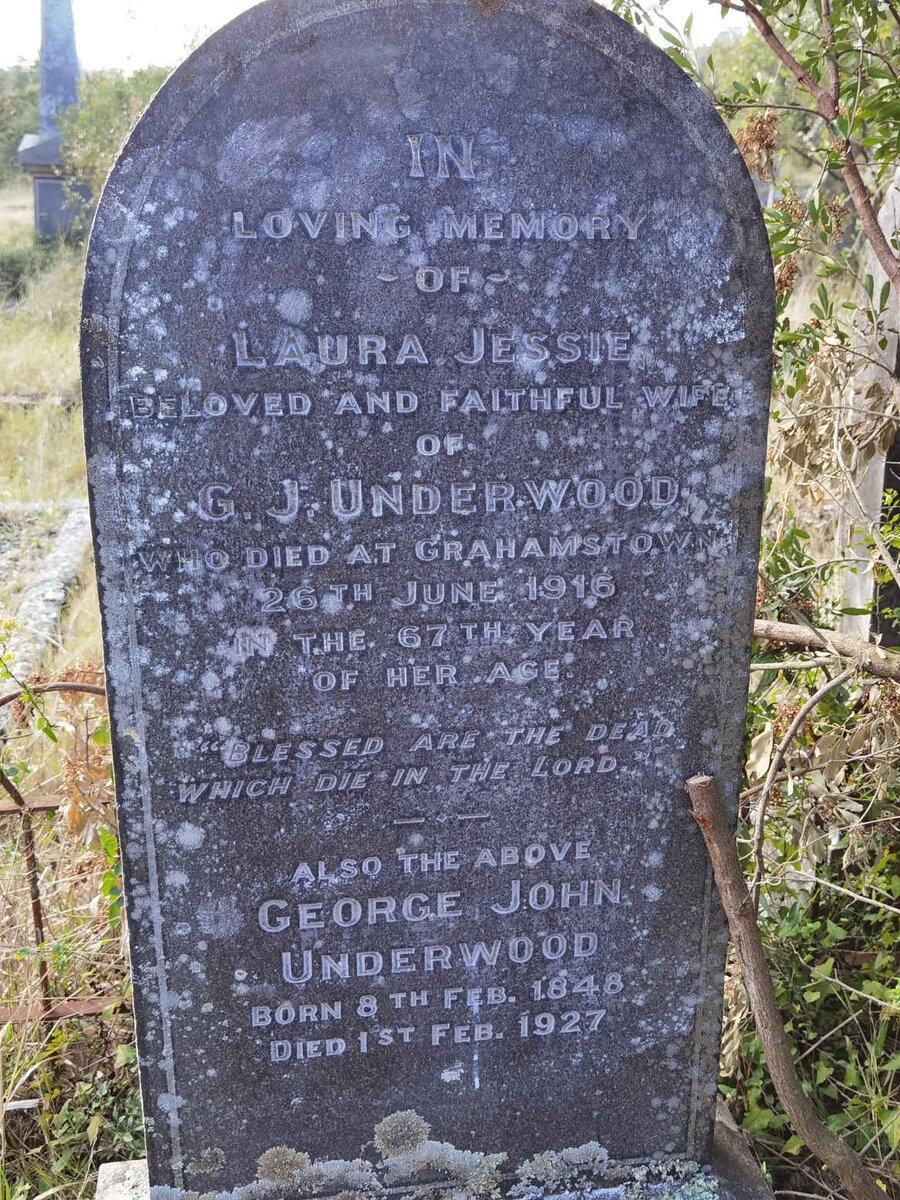 IN
LOVING MEMORY
~ OF ~
LAURA JESSIE
BELOVED AND FAITHFUL WIFE
OF
G. J. UNDERWOOD
WHO DIED AT GRAHAMSTOWN
26TH JUNE 1916
IN THE 67TH YEAR
OF HER AGE.
"BLESSED ARE THE DEAD,
WHICH DIE IN THE LORD"
ALSO THE ABOVE
GEORGE JOHN
UNDERWOOD
BORN 8TH FEB. 1848
DIED 1ST FEB. 1927